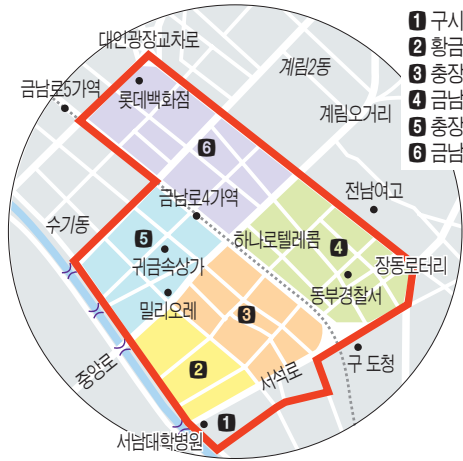 대인광장교차로
계림2동
금남로5가역
롯데백화점
계림오거리
6
전남여고
금남로4가역
수기동
하나로텔레콤
4
5
귀금속상가
장동로터리
동부경찰서
밀리오레
3
구 도청
2
서석로
중앙로
1
서남대학병원
1 구시
2 황금
3 충장
4 금남
5 충장
6 금남